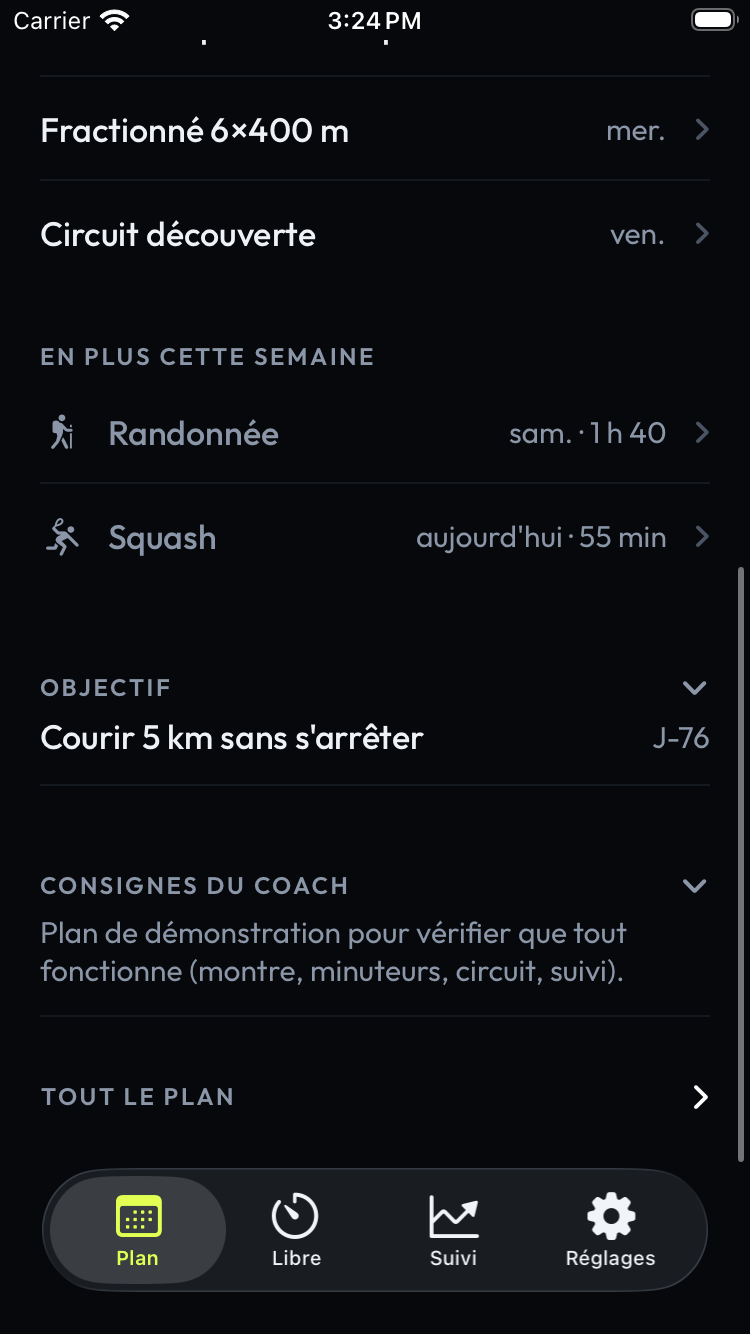 Carrier 3:24 PM
Fractionné 6×400 m mer.
Circuit découverte ven.
EN PLUS CETTE SEMAINE
Randonnée sam. · 1 h 40
Squash aujourd'hui · 55 min
OBJECTIF
Courir 5 km sans s'arrêter J-76
CONSIGNES DU COACH
Plan de démonstration pour vérifier que tout
fonctionne (montre, minuteurs, circuit, suivi).
TOUT LE PLAN
Plan Libre Suivi Réglages